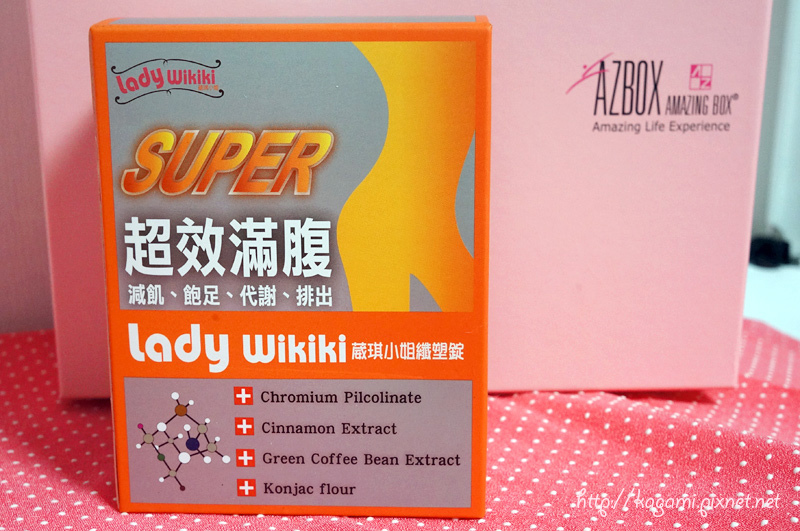 Lady Wikiki
SUPER
超效滿腹
減飢、飽足、代謝、排出
Lady Wikiki 葳琪小姐纖塑錠
Chromium Pilcolinate
Cinnamon Extract
Green Coffee Bean Extract
Konjac flour
AZBOX AMAZING BOX®
Amazing Life Experience
http://kagami.pixnet.net